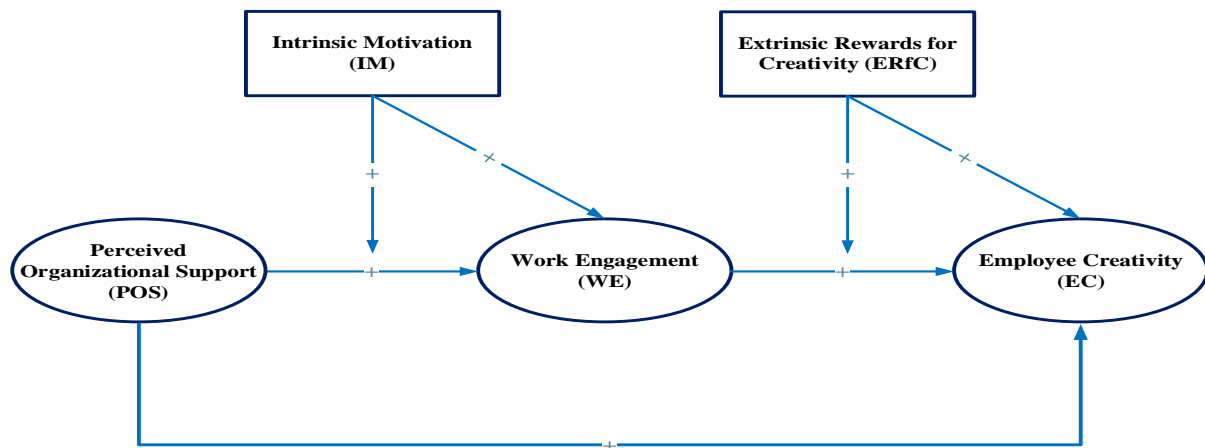 Intrinsic Motivation
(IM)
Extrinsic Rewards for
Creativity (ERfC)
+
+
+
+
Perceived
Organizational Support
(POS)
+
Work Engagement
(WE)
+
Employee Creativity
(EC)
+